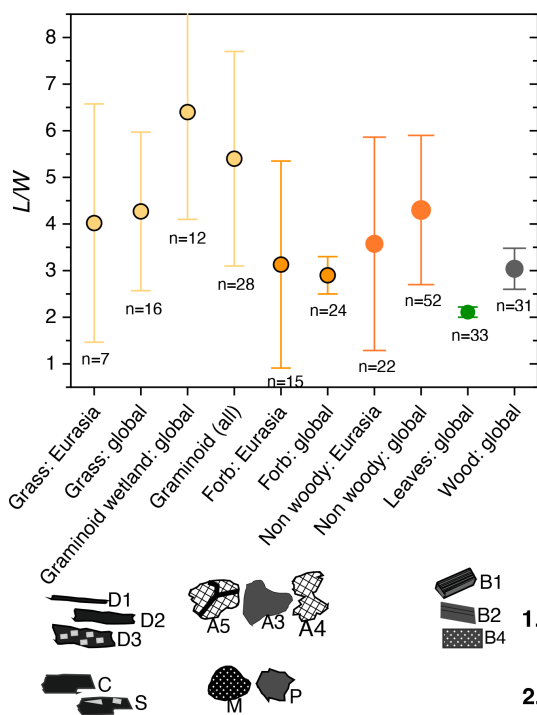 8
7
6
5
4
3
2
1
L/W
n=7
n=16
n=12
n=28
n=15
n=24
n=22
n=52
n=33
n=31
Grass: Eurasia
Grass: global
Graminoid wetland: global
Graminoid (all)
Forb: Eurasia
Forb: global
Non woody: Eurasia
Non woody: global
Leaves: global
Wood: global
D1
D2
D3
A5
A3
A4
B1
B2
B4
1.
C
S
M
P
2.